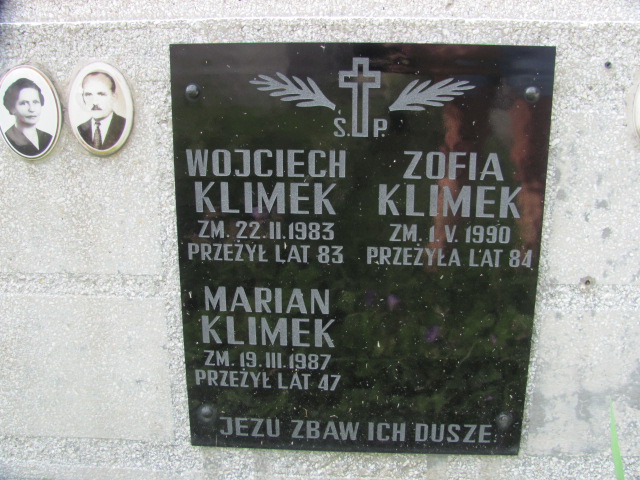 Ś.P.
WOJCIECH
KLIMEK
ZM. 22.II.1983
PRZEŻYŁ LAT 83
ZOFIA
KLIMEK
ZM. 1.V.1990
PRZEŻYŁA LAT 84
MARIAN
KLIMEK
ZM. 19.III.1987
PRZEŻYŁ LAT 47
JEZU ZBAW ICH DUSZE